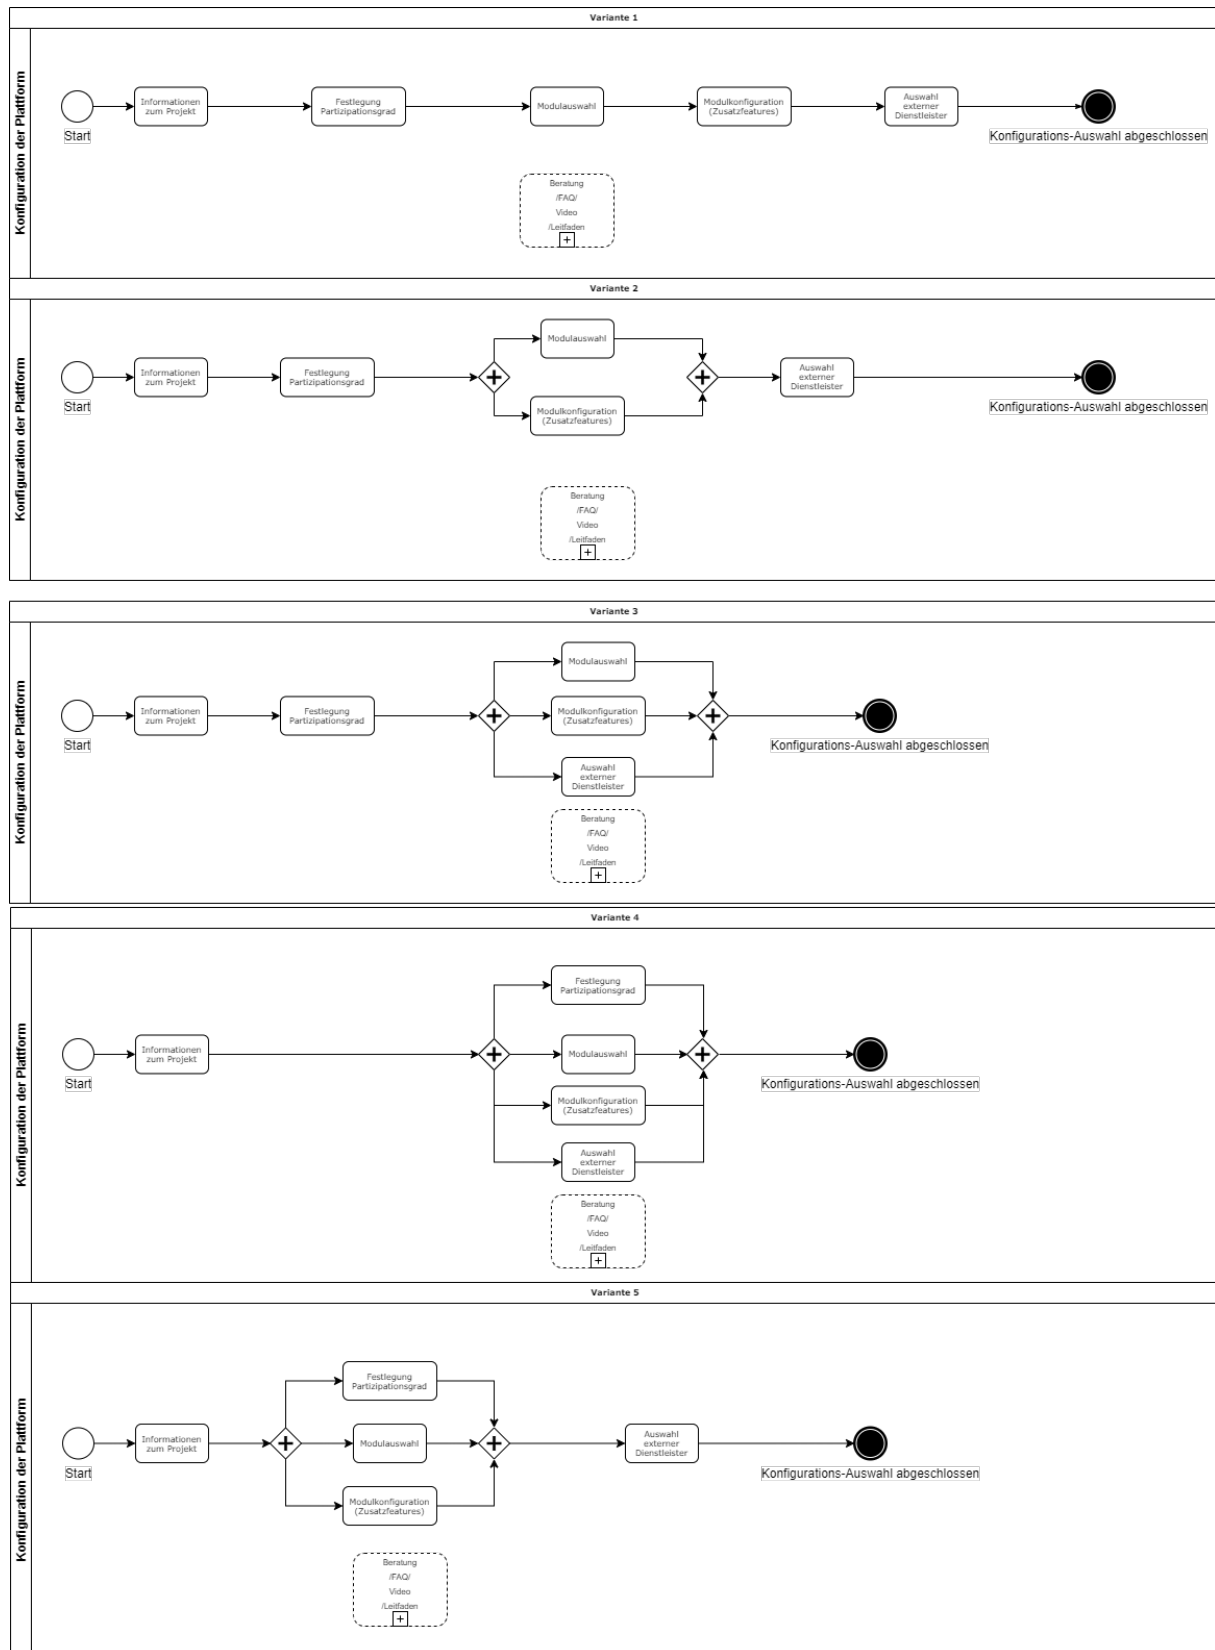 Variante 1
Konfiguration der Plattform
Start
Informationen
zum Projekt
Festlegung
Partizipationsgrad
Modulauswahl
Modulkonfiguration
(Zusatzfeatures)
Auswahl
externer
Dienstleister
Konfigurations-Auswahl abgeschlossen
Beratung
/FAQ/
Video
/Leitfaden
Variante 2
Konfiguration der Plattform
Start
Informationen
zum Projekt
Festlegung
Partizipationsgrad
Modulauswahl
Modulkonfiguration
(Zusatzfeatures)
Auswahl
externer
Dienstleister
Konfigurations-Auswahl abgeschlossen
Beratung
/FAQ/
Video
/Leitfaden
Variante 3
Konfiguration der Plattform
Start
Informationen
zum Projekt
Festlegung
Partizipationsgrad
Modulauswahl
Modulkonfiguration
(Zusatzfeatures)
Auswahl
externer
Dienstleister
Konfigurations-Auswahl abgeschlossen
Beratung
/FAQ/
Video
/Leitfaden
Variante 4
Konfiguration der Plattform
Start
Informationen
zum Projekt
Festlegung
Partizipationsgrad
Modulauswahl
Modulkonfiguration
(Zusatzfeatures)
Auswahl
externer
Dienstleister
Konfigurations-Auswahl abgeschlossen
Beratung
/FAQ/
Video
/Leitfaden
Variante 5
Konfiguration der Plattform
Start
Informationen
zum Projekt
Festlegung
Partizipationsgrad
Modulauswahl
Modulkonfiguration
(Zusatzfeatures)
Auswahl
externer
Dienstleister
Konfigurations-Auswahl abgeschlossen
Beratung
/FAQ/
Video
/Leitfaden